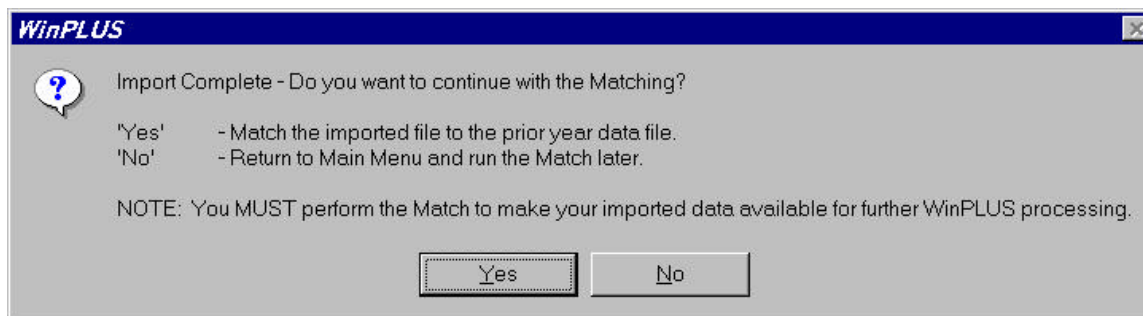 WinPLUS
Import Complete - Do you want to continue with the Matching?
'Yes' - Match the imported file to the prior year data file.
'No' - Return to Main Menu and run the Match later.
NOTE: You MUST perform the Match to make your imported data available for further WinPLUS processing.
Yes No